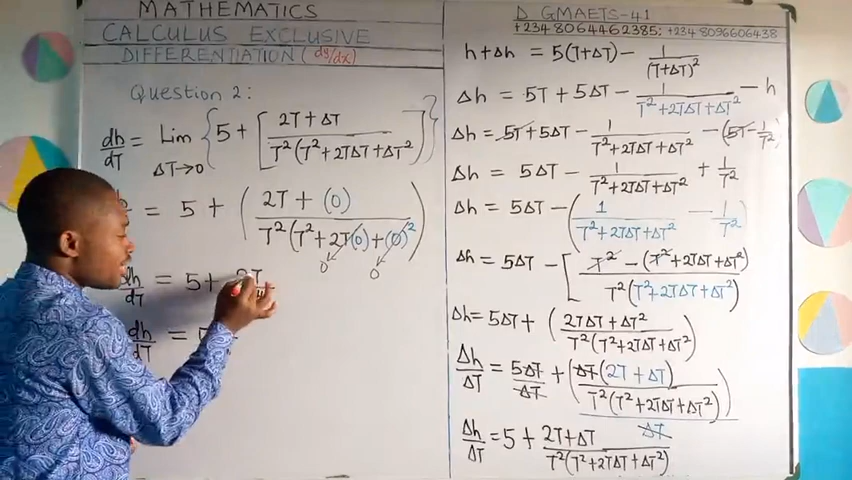 MATHEMATICS
CALCULUS EXCLUSIVE
DIFFERENTIATION (dy/dx)
Question 2:
dh/dT = Lim ΔT→0 {5 + [(2T + ΔT)/(T²(T² + 2TΔT + ΔT²))]}
= 5 + ((2T + (0))/(T²(T² + 2T(0) + (0)²)))
0 0
dh/dT = 5 + 2T
dh/dT = 5
D GMAETS-41
+234 8064462385; +234 8096606438
h + Δh = 5(T+ΔT) − 1/(T+ΔT)²
Δh = 5T + 5ΔT − 1/(T² + 2TΔT + ΔT²) − h
Δh = 5T + 5ΔT − 1/(T² + 2TΔT + ΔT²) − (5T − 1/T²)
Δh = 5ΔT − 1/(T² + 2TΔT + ΔT²) + 1/T²
Δh = 5ΔT − (1/(T² + 2TΔT + ΔT²) − 1/T²)
Δh = 5ΔT − [(T² − (T² + 2TΔT + ΔT²))/(T²(T² + 2TΔT + ΔT²))]
Δh = 5ΔT + ((2TΔT + ΔT²)/(T²(T² + 2TΔT + ΔT²)))
Δh/ΔT = 5ΔT/ΔT + (ΔT(2T + ΔT)/(T²(T² + 2TΔT + ΔT²)))/ΔT
Δh/ΔT = 5 + (2T + ΔT)/(T²(T² + 2TΔT + ΔT²))